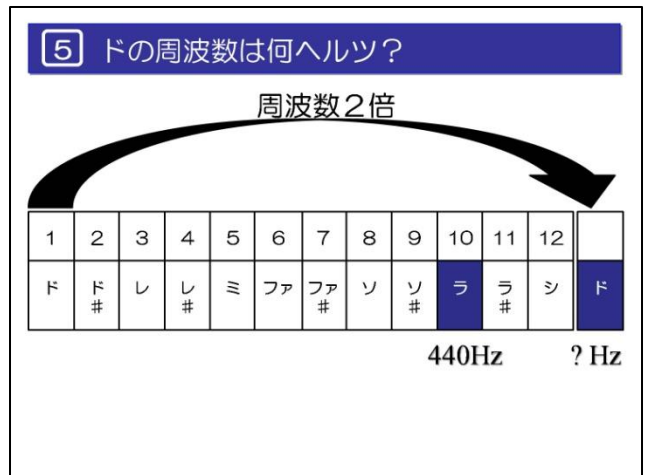 5 ドの周波数は何ヘルツ？
周波数２倍
1 2 3 4 5 6 7 8 9 10 11 12
ド ド# レ レ# ミ ファ ファ# ソ ソ# ラ ラ# シ ド
440Hz ? Hz